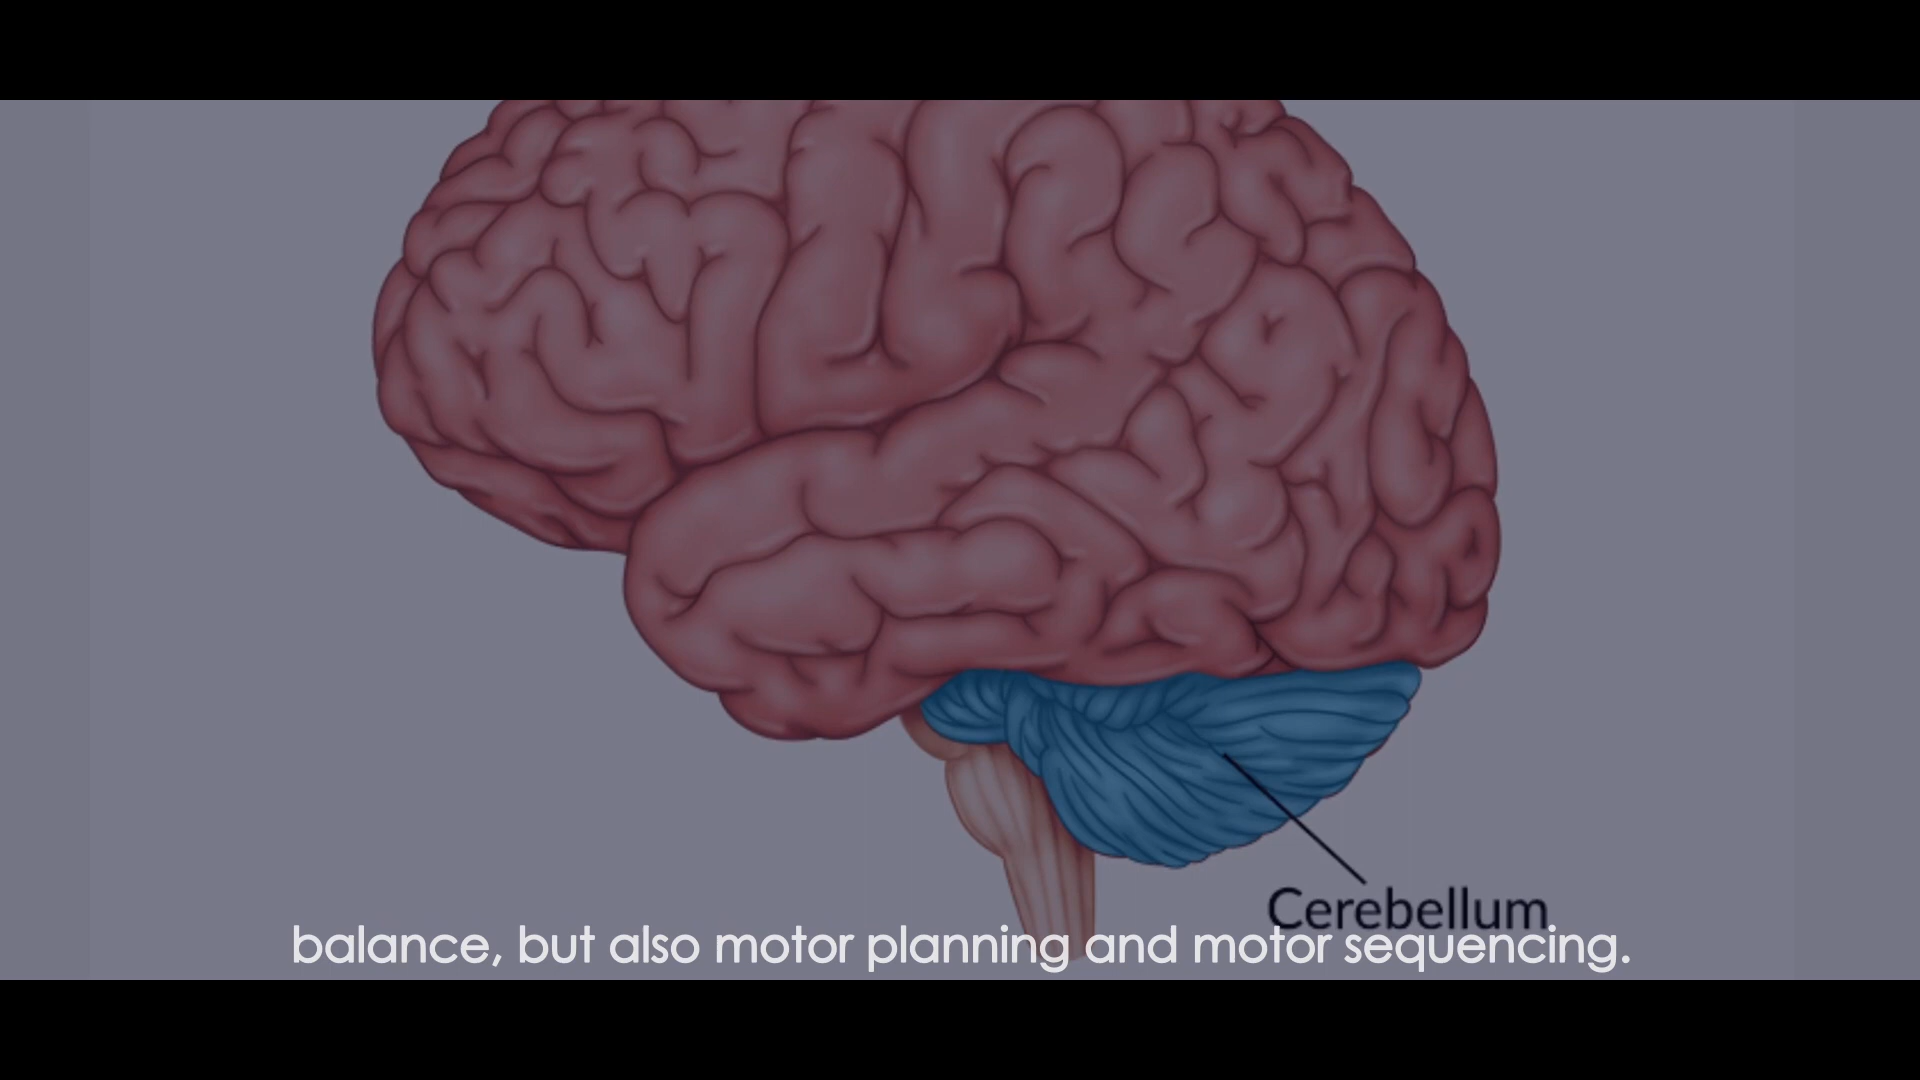 Cerebellum
balance, but also motor planning and motor sequencing.